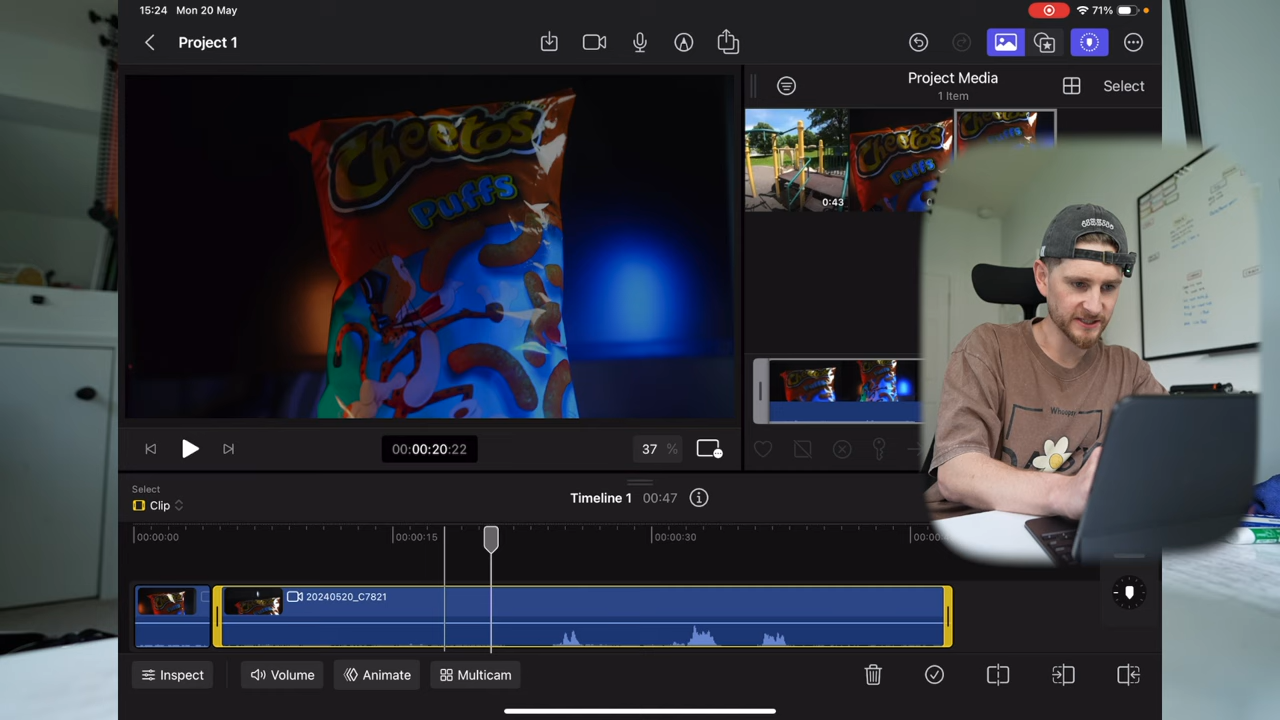 15:24 Mon 20 May
71%
Project 1
Project Media
1 Item
Select
Cheetos
Puffs
Cheetos
Puffs
0:43
00:00:20:22
37 %
Select
Clip
Timeline 1 00:47
00:00:00
00:00:15
00:00:30
20240520_C7821
Inspect
Volume
Animate
Multicam